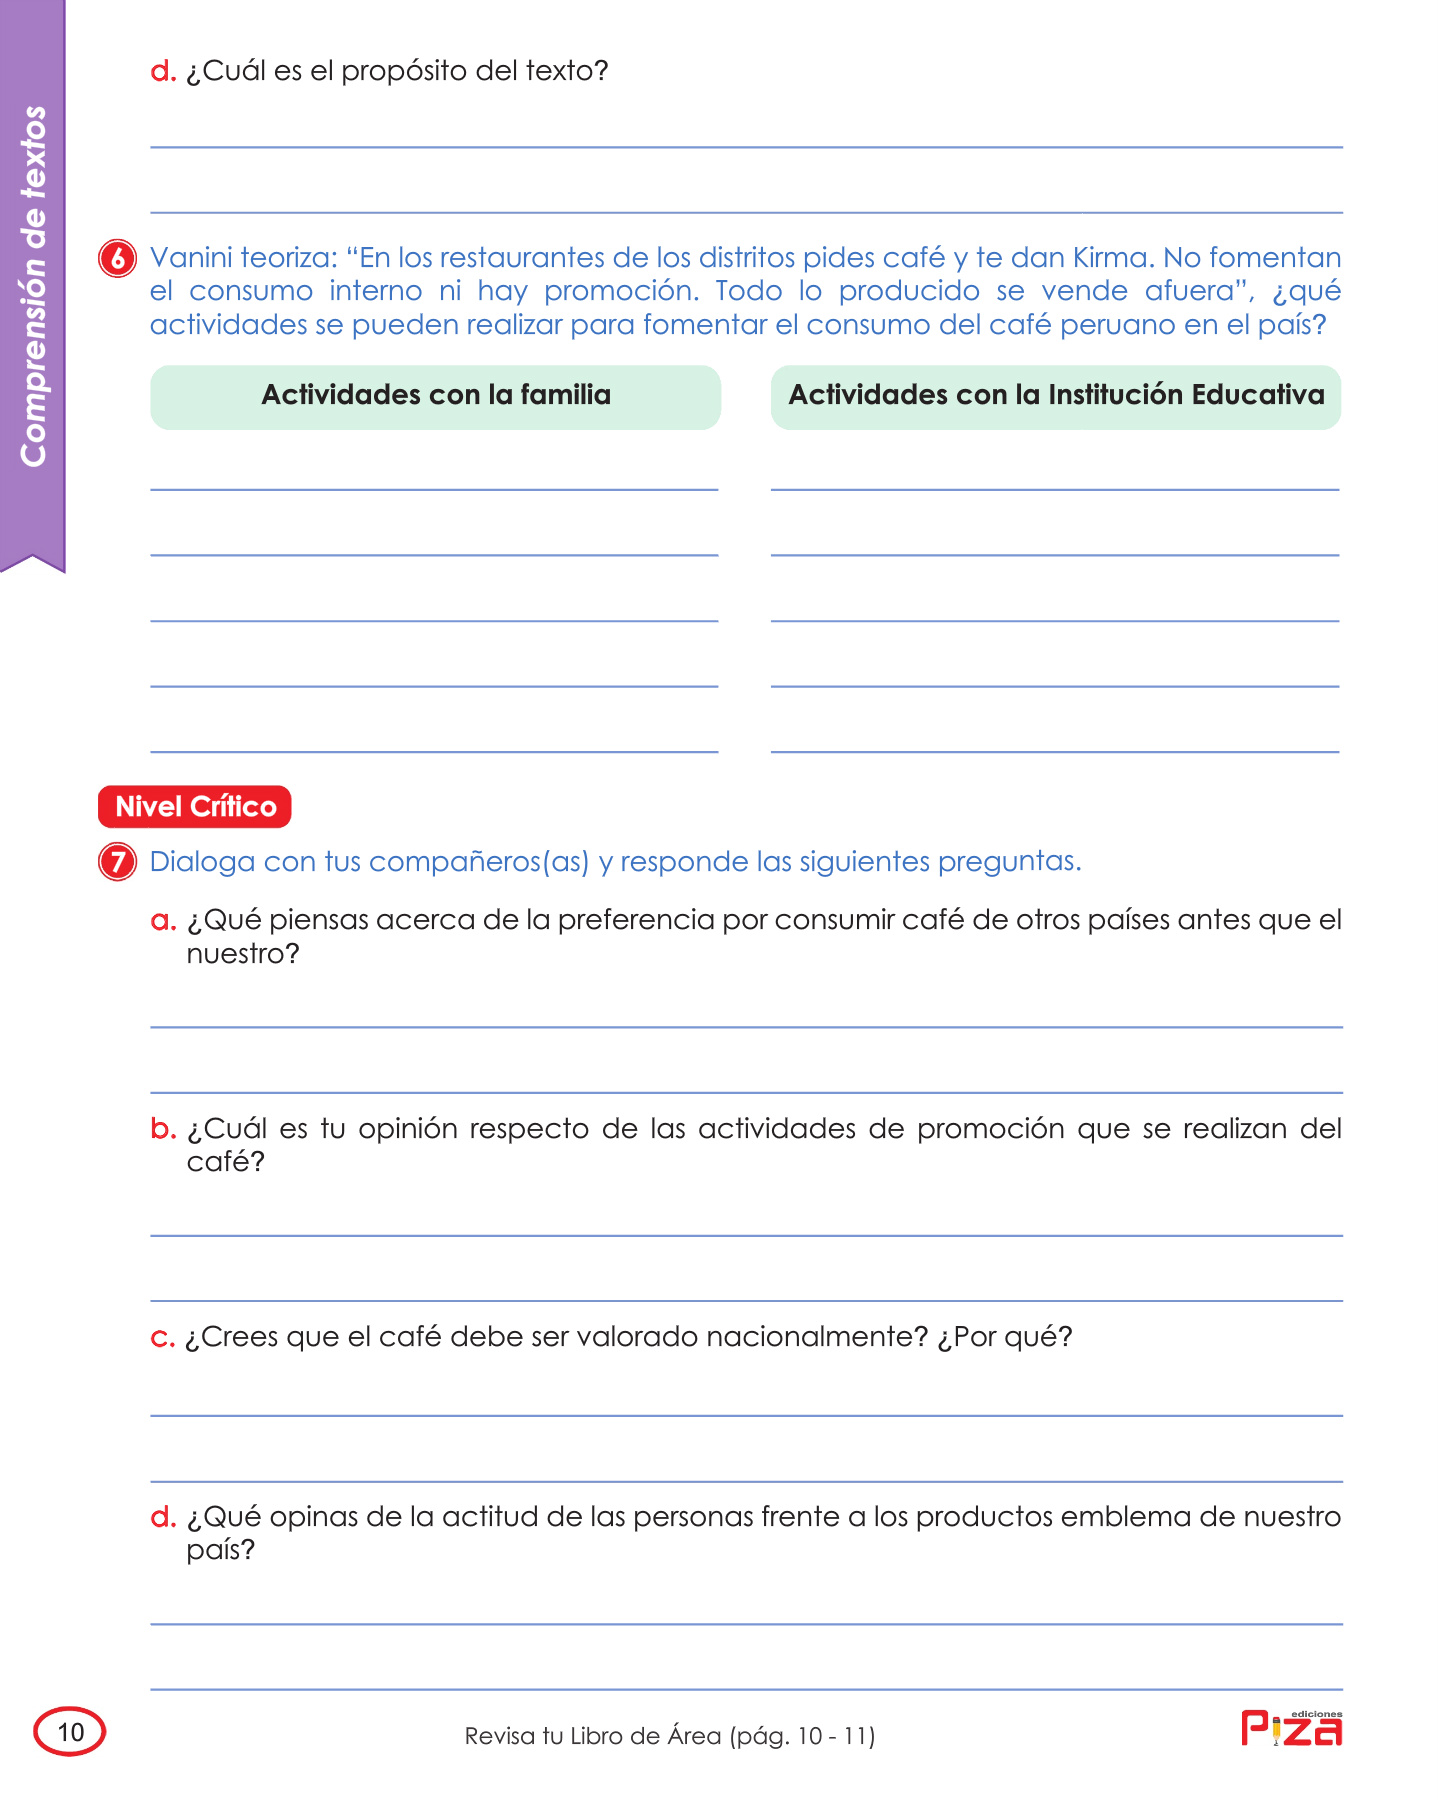 Comprensión de textos
d. ¿Cuál es el propósito del texto?
6 Vanini teoriza: “En los restaurantes de los distritos pides café y te dan Kirma. No fomentan
el consumo interno ni hay promoción. Todo lo producido se vende afuera”, ¿qué
actividades se pueden realizar para fomentar el consumo del café peruano en el país?
Actividades con la familia
Actividades con la Institución Educativa
Nivel Crítico
7 Dialoga con tus compañeros(as) y responde las siguientes preguntas.
a. ¿Qué piensas acerca de la preferencia por consumir café de otros países antes que el
nuestro?
b. ¿Cuál es tu opinión respecto de las actividades de promoción que se realizan del
café?
c. ¿Crees que el café debe ser valorado nacionalmente? ¿Por qué?
d. ¿Qué opinas de la actitud de las personas frente a los productos emblema de nuestro
país?
10
Revisa tu Libro de Área (pág. 10 - 11)
ediciones
Piza